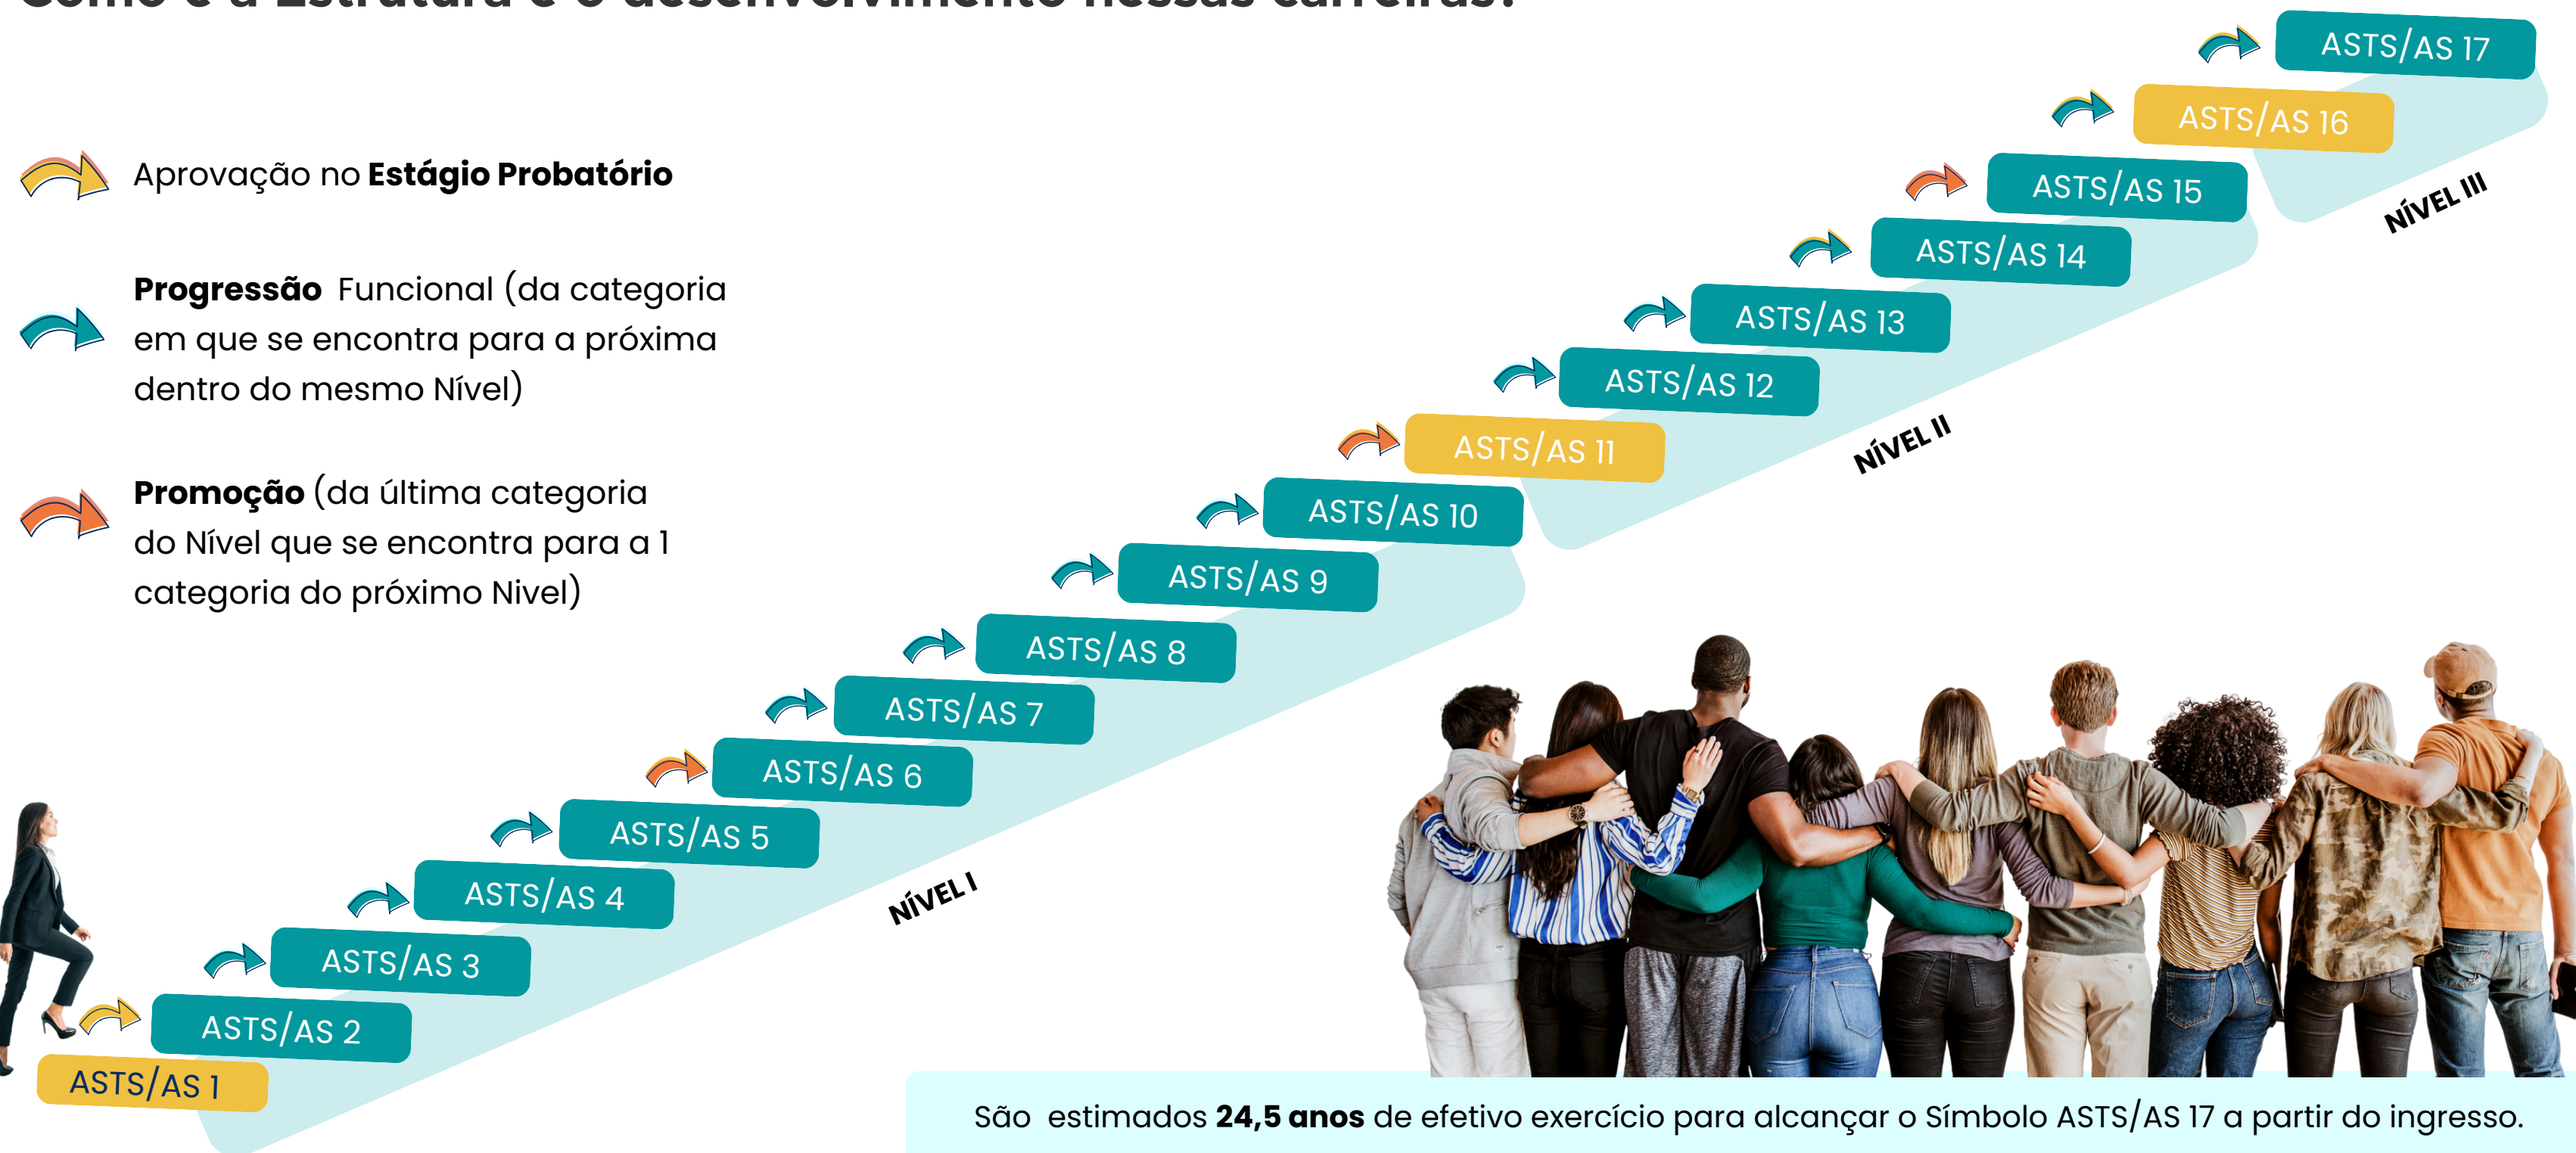 Como é a Estrutura e o desenvolvimento nessas carreiras?
Aprovação no Estágio Probatório
Progressão Funcional (da categoria
em que se encontra para a próxima
dentro do mesmo Nível)
Promoção (da última categoria
do Nível que se encontra para a 1
categoria do próximo Nivel)
ASTS/AS 17
ASTS/AS 16
ASTS/AS 15
NÍVEL III
ASTS/AS 14
ASTS/AS 13
ASTS/AS 12
ASTS/AS 11
NÍVEL II
ASTS/AS 10
ASTS/AS 9
ASTS/AS 8
ASTS/AS 7
ASTS/AS 6
ASTS/AS 5
ASTS/AS 4
NÍVEL I
ASTS/AS 3
ASTS/AS 2
ASTS/AS 1
São estimados 24,5 anos de efetivo exercício para alcançar o Símbolo ASTS/AS 17 a partir do ingresso.